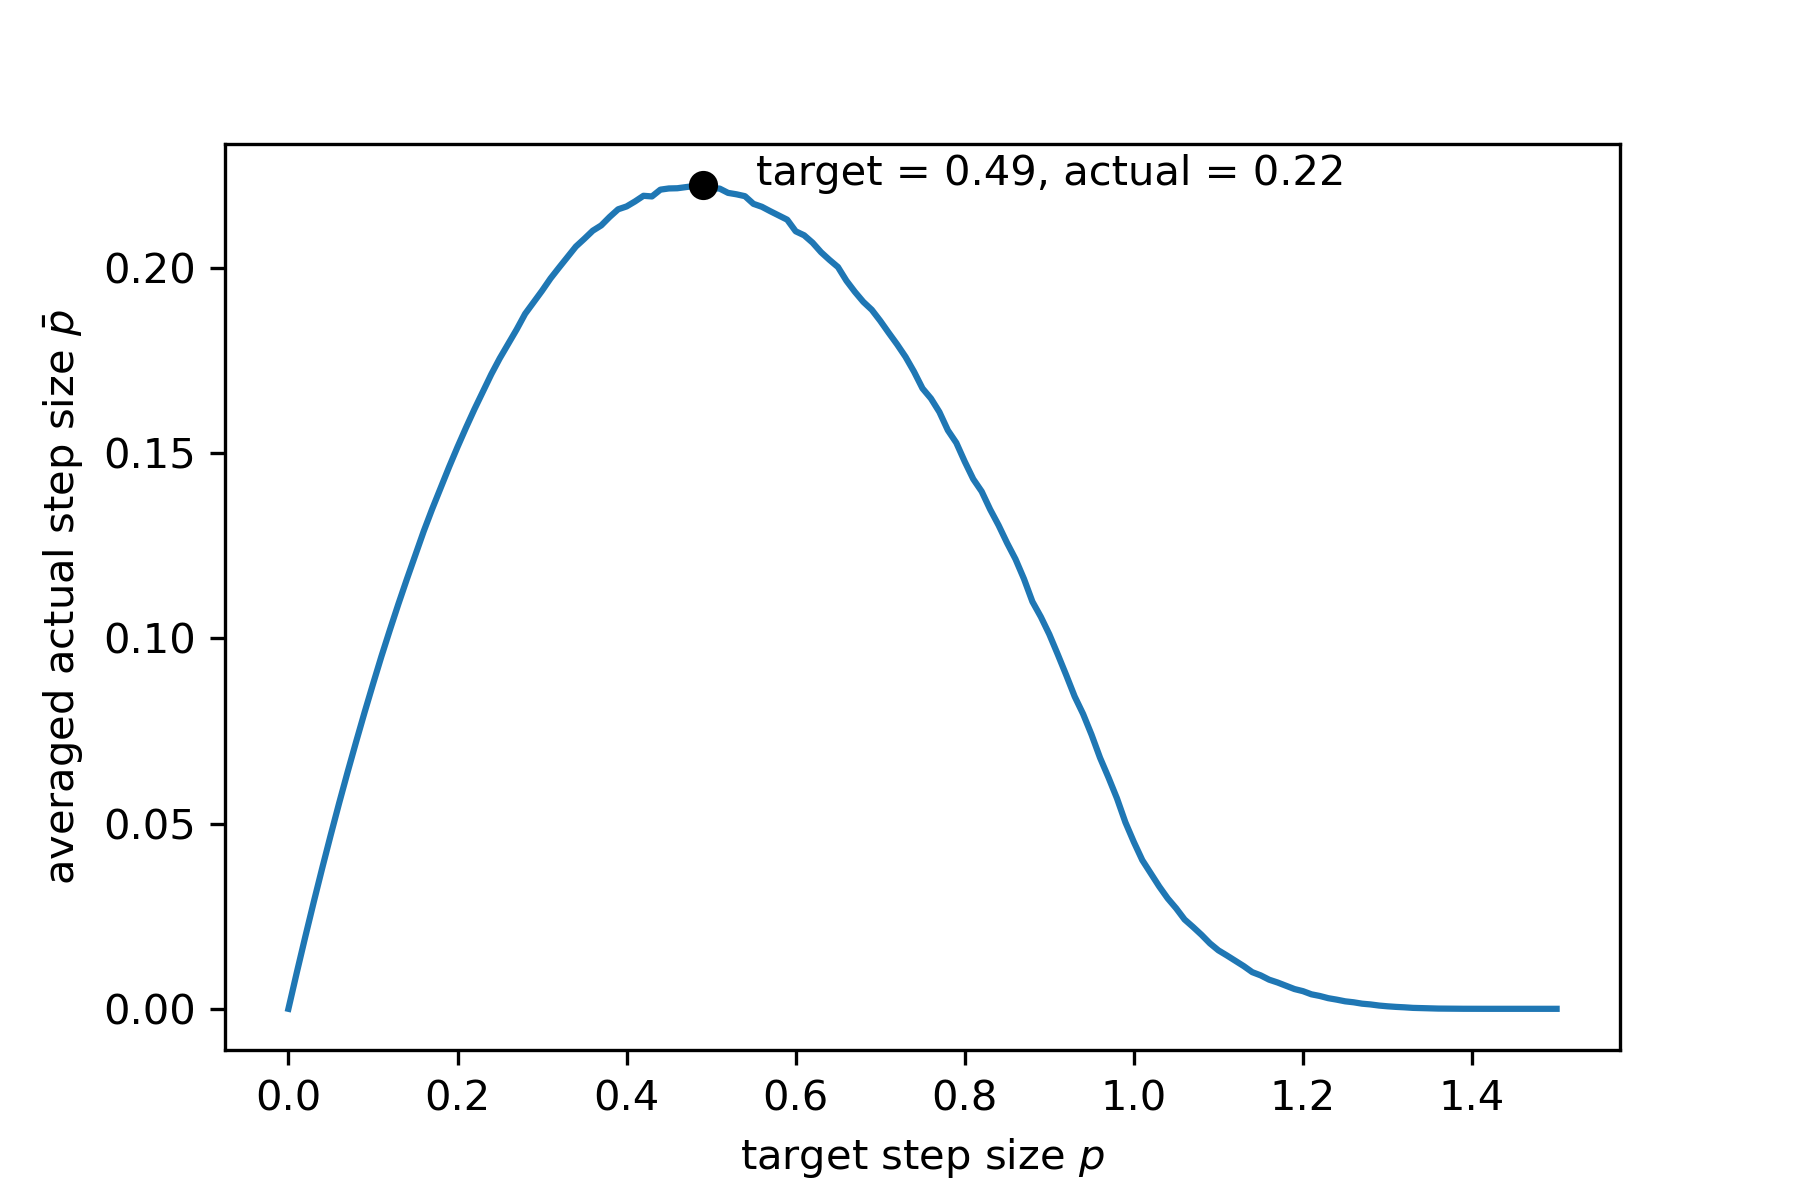 target = 0.49, actual = 0.22
averaged actual step size p̄
0.20
0.15
0.10
0.05
0.00
0.0 0.2 0.4 0.6 0.8 1.0 1.2 1.4
target step size p